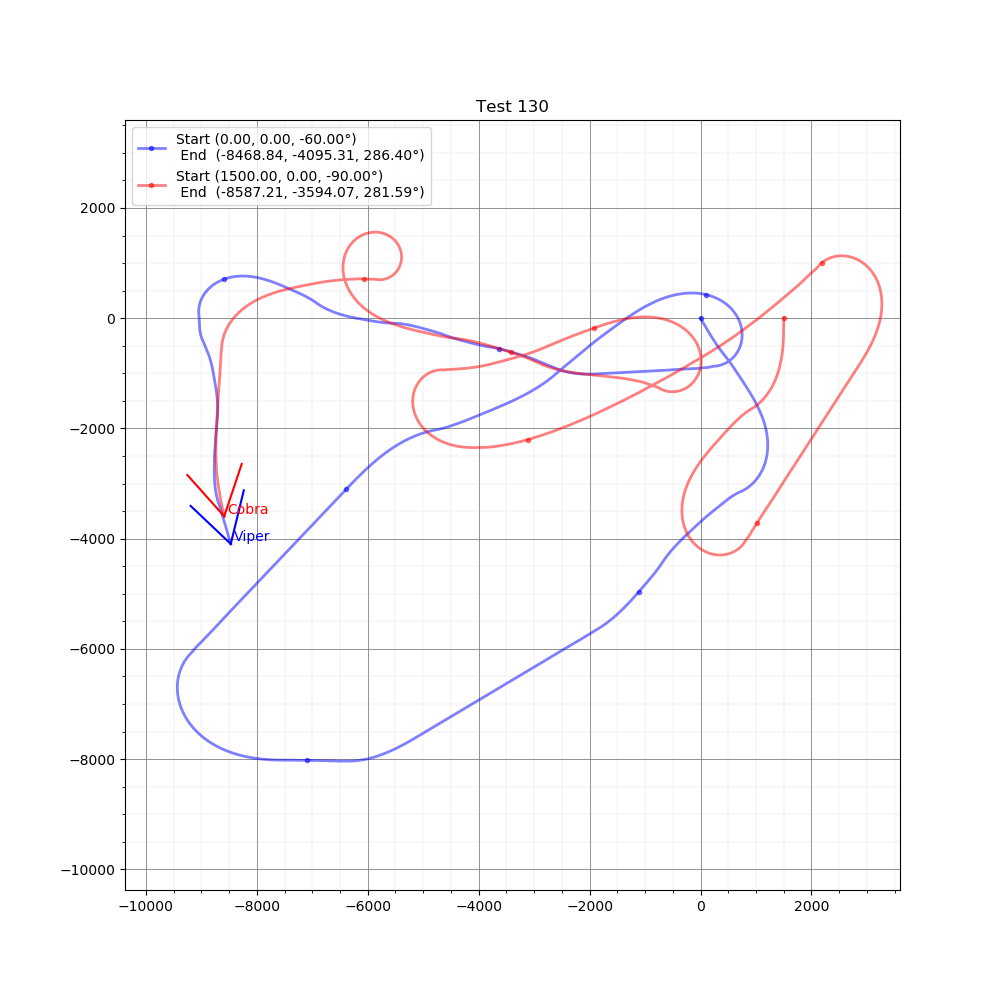 Test 130
Start (0.00, 0.00, -60.00°)
End (-8468.84, -4095.31, 286.40°)
Start (1500.00, 0.00, -90.00°)
End (-8587.21, -3594.07, 281.59°)
2000
0
−2000
−4000
−6000
−8000
−10000
Cobra
Viper
−10000 −8000 −6000 −4000 −2000 0 2000